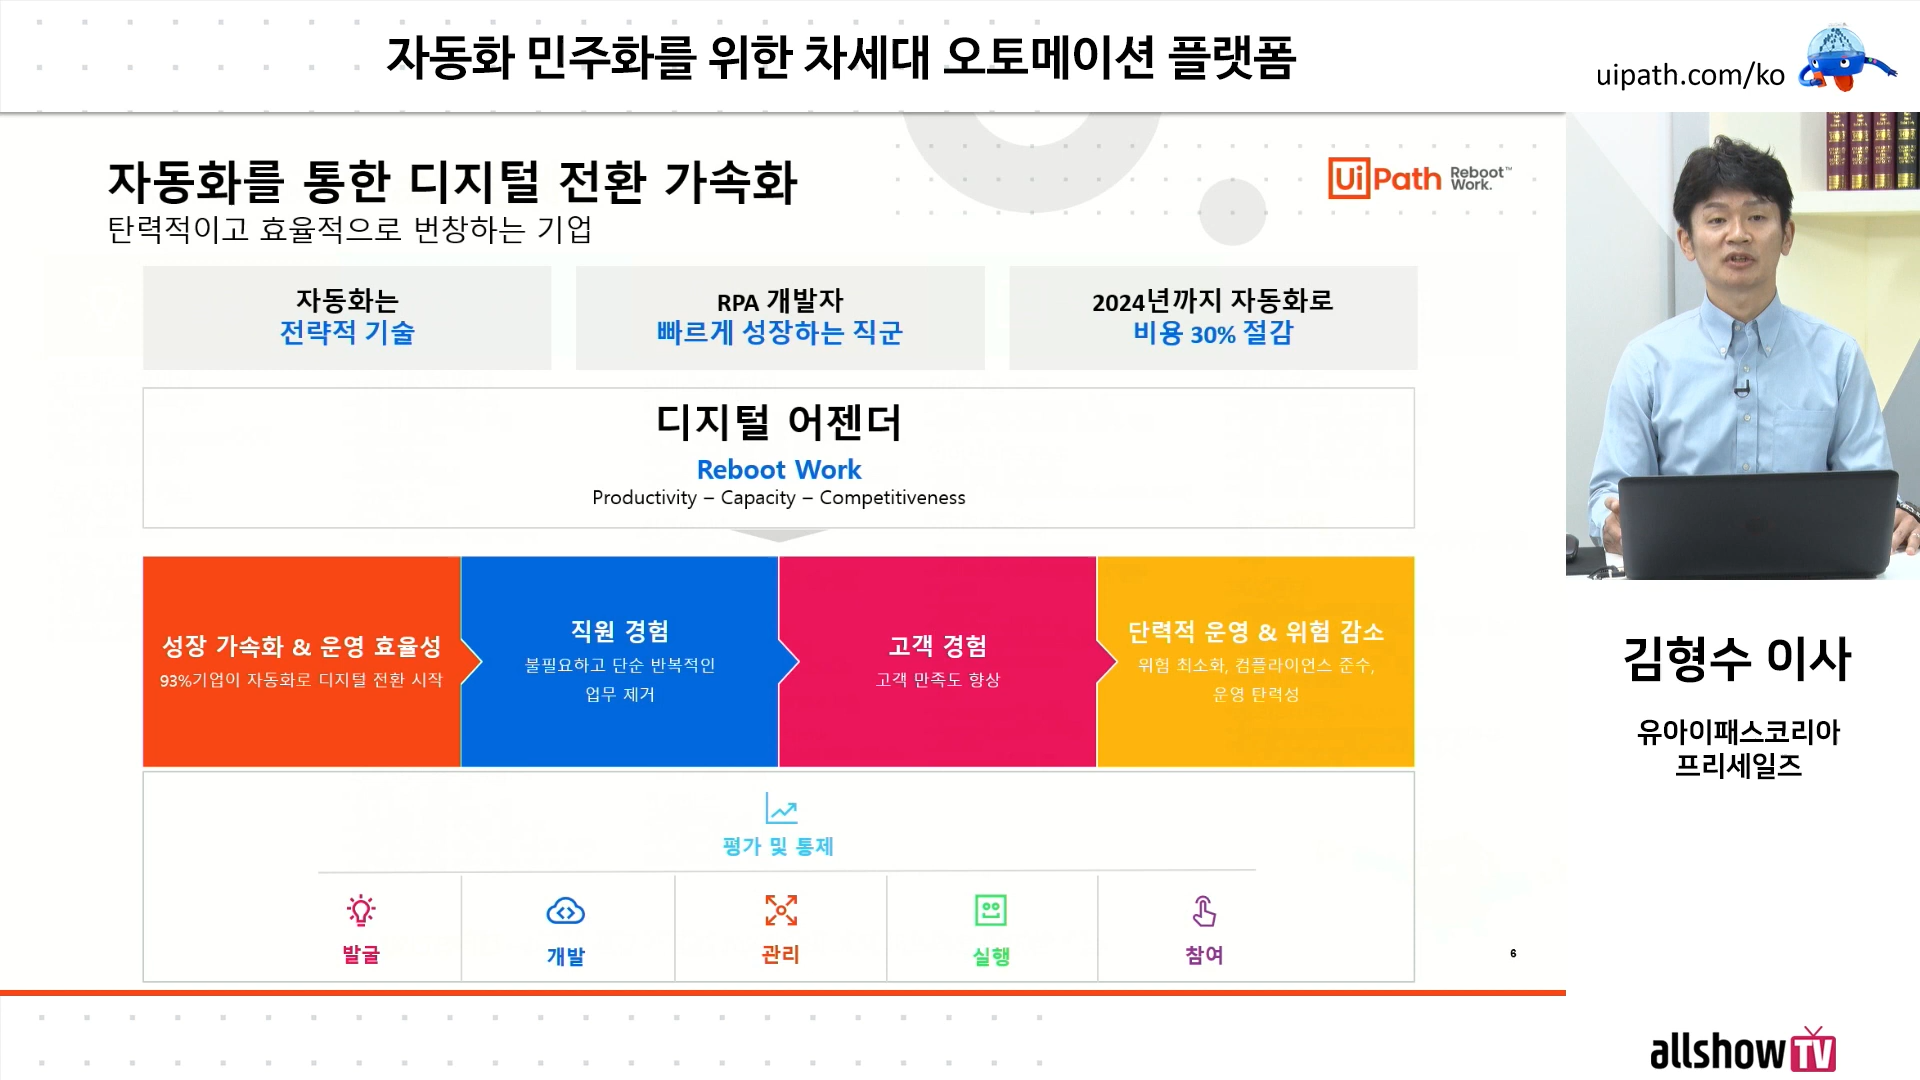 자동화 민주화를 위한 차세대 오토메이션 플랫폼
uipath.com/ko
자동화를 통한 디지털 전환 가속화
탄력적이고 효율적으로 번창하는 기업
UiPath Reboot™
Work.
자동화는
전략적 기술
RPA 개발자
빠르게 성장하는 직군
2024년까지 자동화로
비용 30% 절감
디지털 어젠더
Reboot Work
Productivity – Capacity – Competitiveness
성장 가속화 & 운영 효율성
93%기업이 자동화로 디지털 전환 시작
직원 경험
불필요하고 단순 반복적인
업무 제거
고객 경험
고객 만족도 향상
단력적 운영 & 위험 감소
위험 최소화, 컴플라이언스 준수,
운영 탄력성
평가 및 통제
발굴
개발
관리
실행
참여
6
김형수 이사
유아이패스코리아
프리세일즈
allshowTV